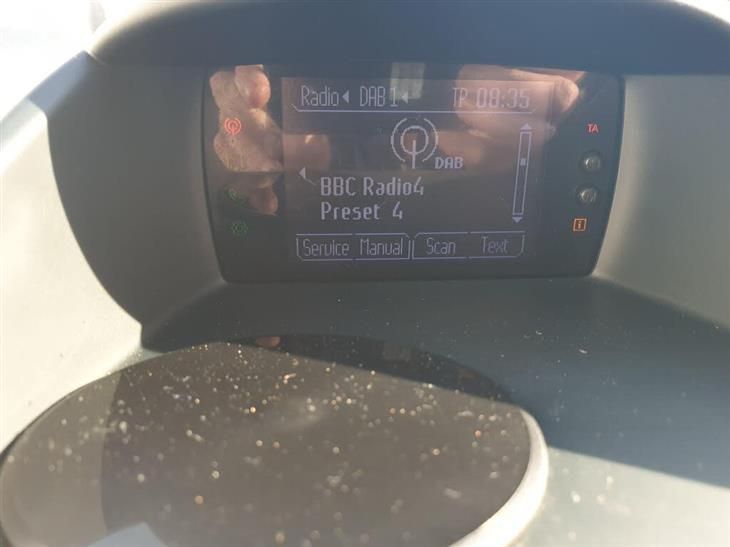 Radio DAB 1 TP 08:35
TA
DAB
BBC Radio4
Preset 4
i
Service Manual Scan Text